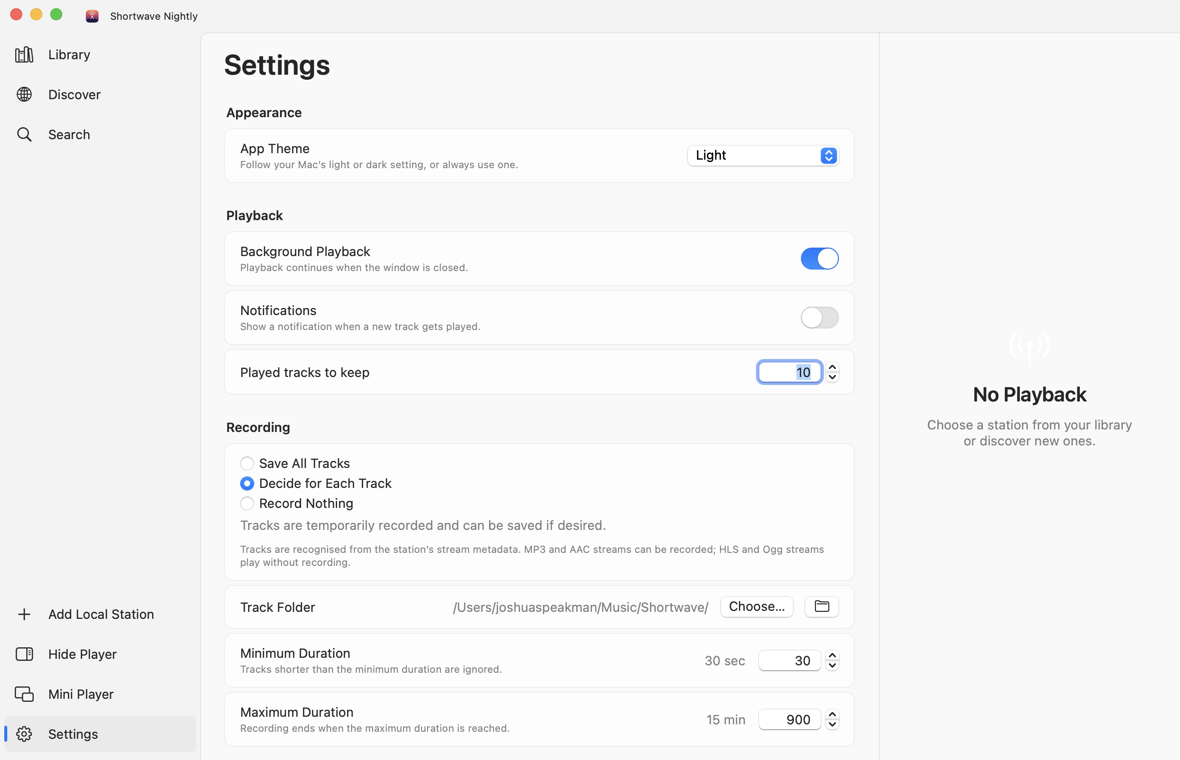 Shortwave Nightly
Library
Discover
Search
Add Local Station
Hide Player
Mini Player
Settings
Settings
Appearance
App Theme
Follow your Mac's light or dark setting, or always use one.
Light
Playback
Background Playback
Playback continues when the window is closed.
Notifications
Show a notification when a new track gets played.
Played tracks to keep
10
Recording
Save All Tracks
Decide for Each Track
Record Nothing
Tracks are temporarily recorded and can be saved if desired.
Tracks are recognised from the station's stream metadata. MP3 and AAC streams can be recorded; HLS and Ogg streams
play without recording.
Track Folder
/Users/joshuaspeakman/Music/Shortwave/
Choose...
Minimum Duration
Tracks shorter than the minimum duration are ignored.
30 sec
30
Maximum Duration
Recording ends when the maximum duration is reached.
15 min
900
No Playback
Choose a station from your library
or discover new ones.